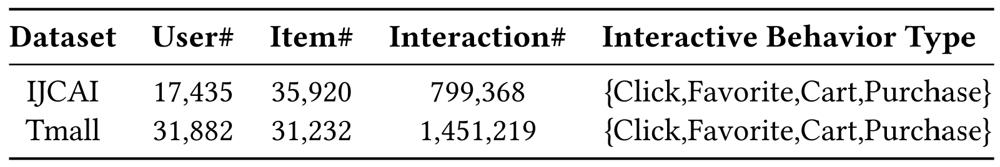 Dataset User# Item# Interaction# Interactive Behavior Type
IJCAI 17,435 35,920 799,368 {Click,Favorite,Cart,Purchase}
Tmall 31,882 31,232 1,451,219 {Click,Favorite,Cart,Purchase}